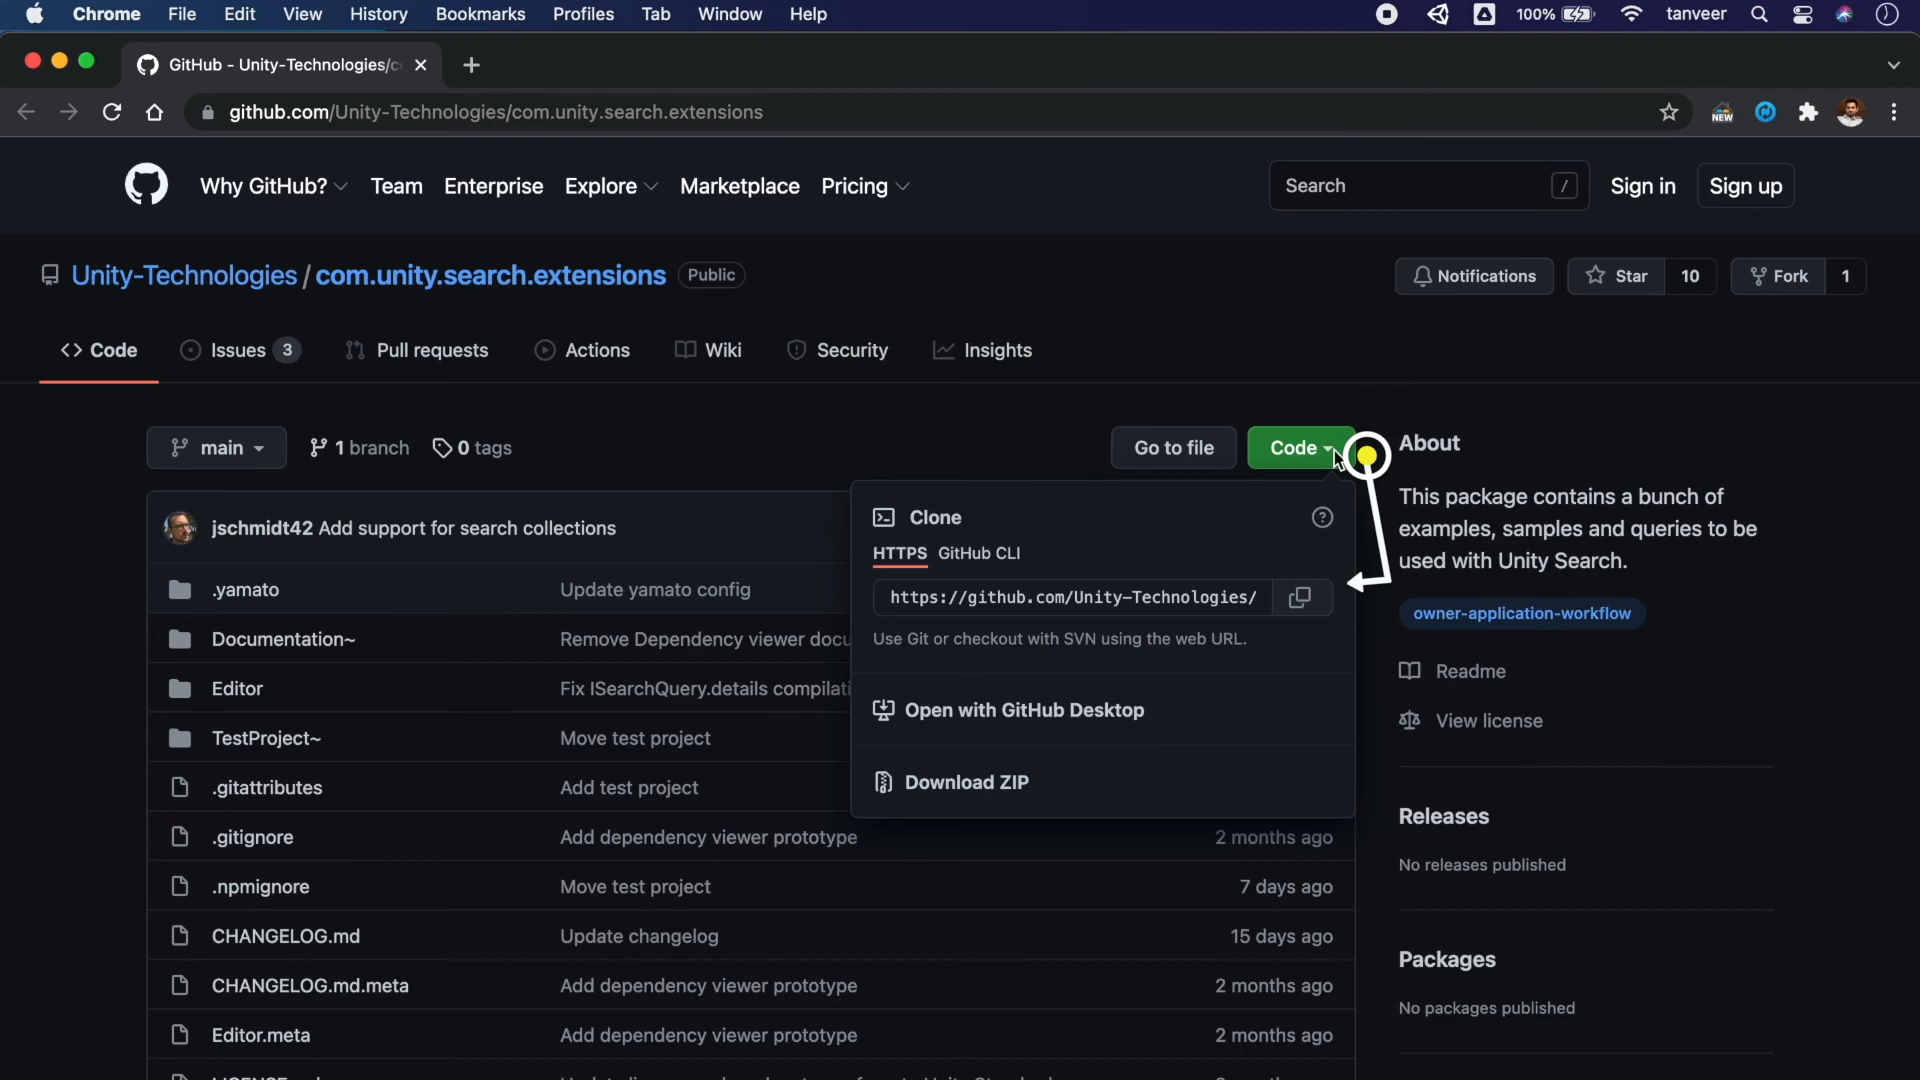 Chrome File Edit View History Bookmarks Profiles Tab Window Help 100% tanveer
GitHub - Unity-Technologies/c
github.com/Unity-Technologies/com.unity.search.extensions
NEW
Why GitHub? Team Enterprise Explore Marketplace Pricing Search / Sign in Sign up
Unity-Technologies / com.unity.search.extensions Public Notifications Star 10 Fork 1
Code Issues 3 Pull requests Actions Wiki Security Insights
main 1 branch 0 tags Go to file Code
jschmidt42 Add support for search collections
.yamato Update yamato config
Documentation~ Remove Dependency viewer docu
Editor Fix ISearchQuery.details compilati
TestProject~ Move test project
.gitattributes Add test project
.gitignore Add dependency viewer prototype 2 months ago
.npmignore Move test project 7 days ago
CHANGELOG.md Update changelog 15 days ago
CHANGELOG.md.meta Add dependency viewer prototype 2 months ago
Editor.meta Add dependency viewer prototype 2 months ago
Clone
HTTPS GitHub CLI
https://github.com/Unity-Technologies/
Use Git or checkout with SVN using the web URL.
Open with GitHub Desktop
Download ZIP
About
This package contains a bunch of
examples, samples and queries to be
used with Unity Search.
owner-application-workflow
Readme
View license
Releases
No releases published
Packages
No packages published